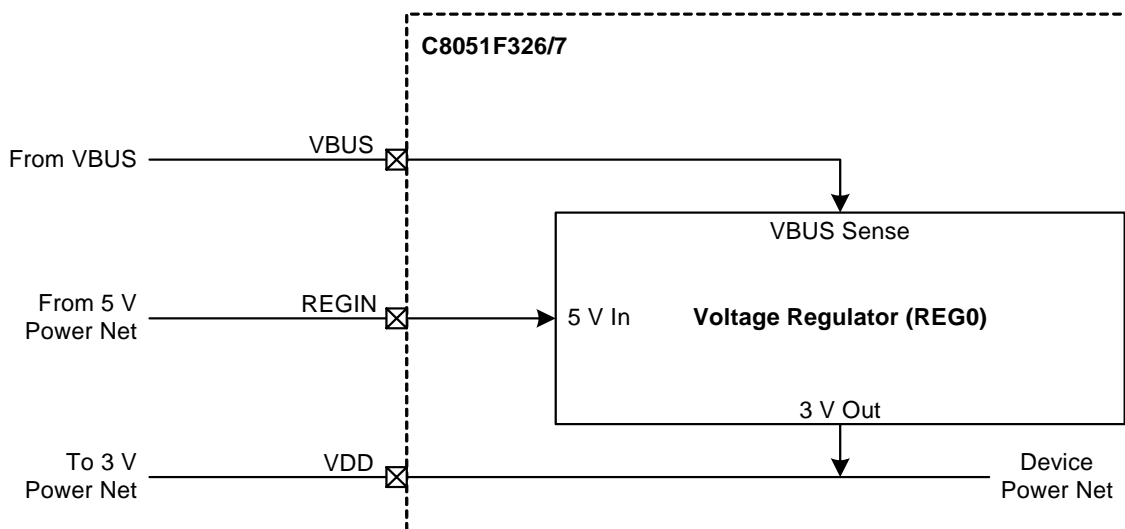 C8051F326/7
From VBUS
VBUS
VBUS Sense
From 5 V
Power Net
REGIN
5 V In
Voltage Regulator (REG0)
3 V Out
To 3 V
Power Net
VDD
Device
Power Net